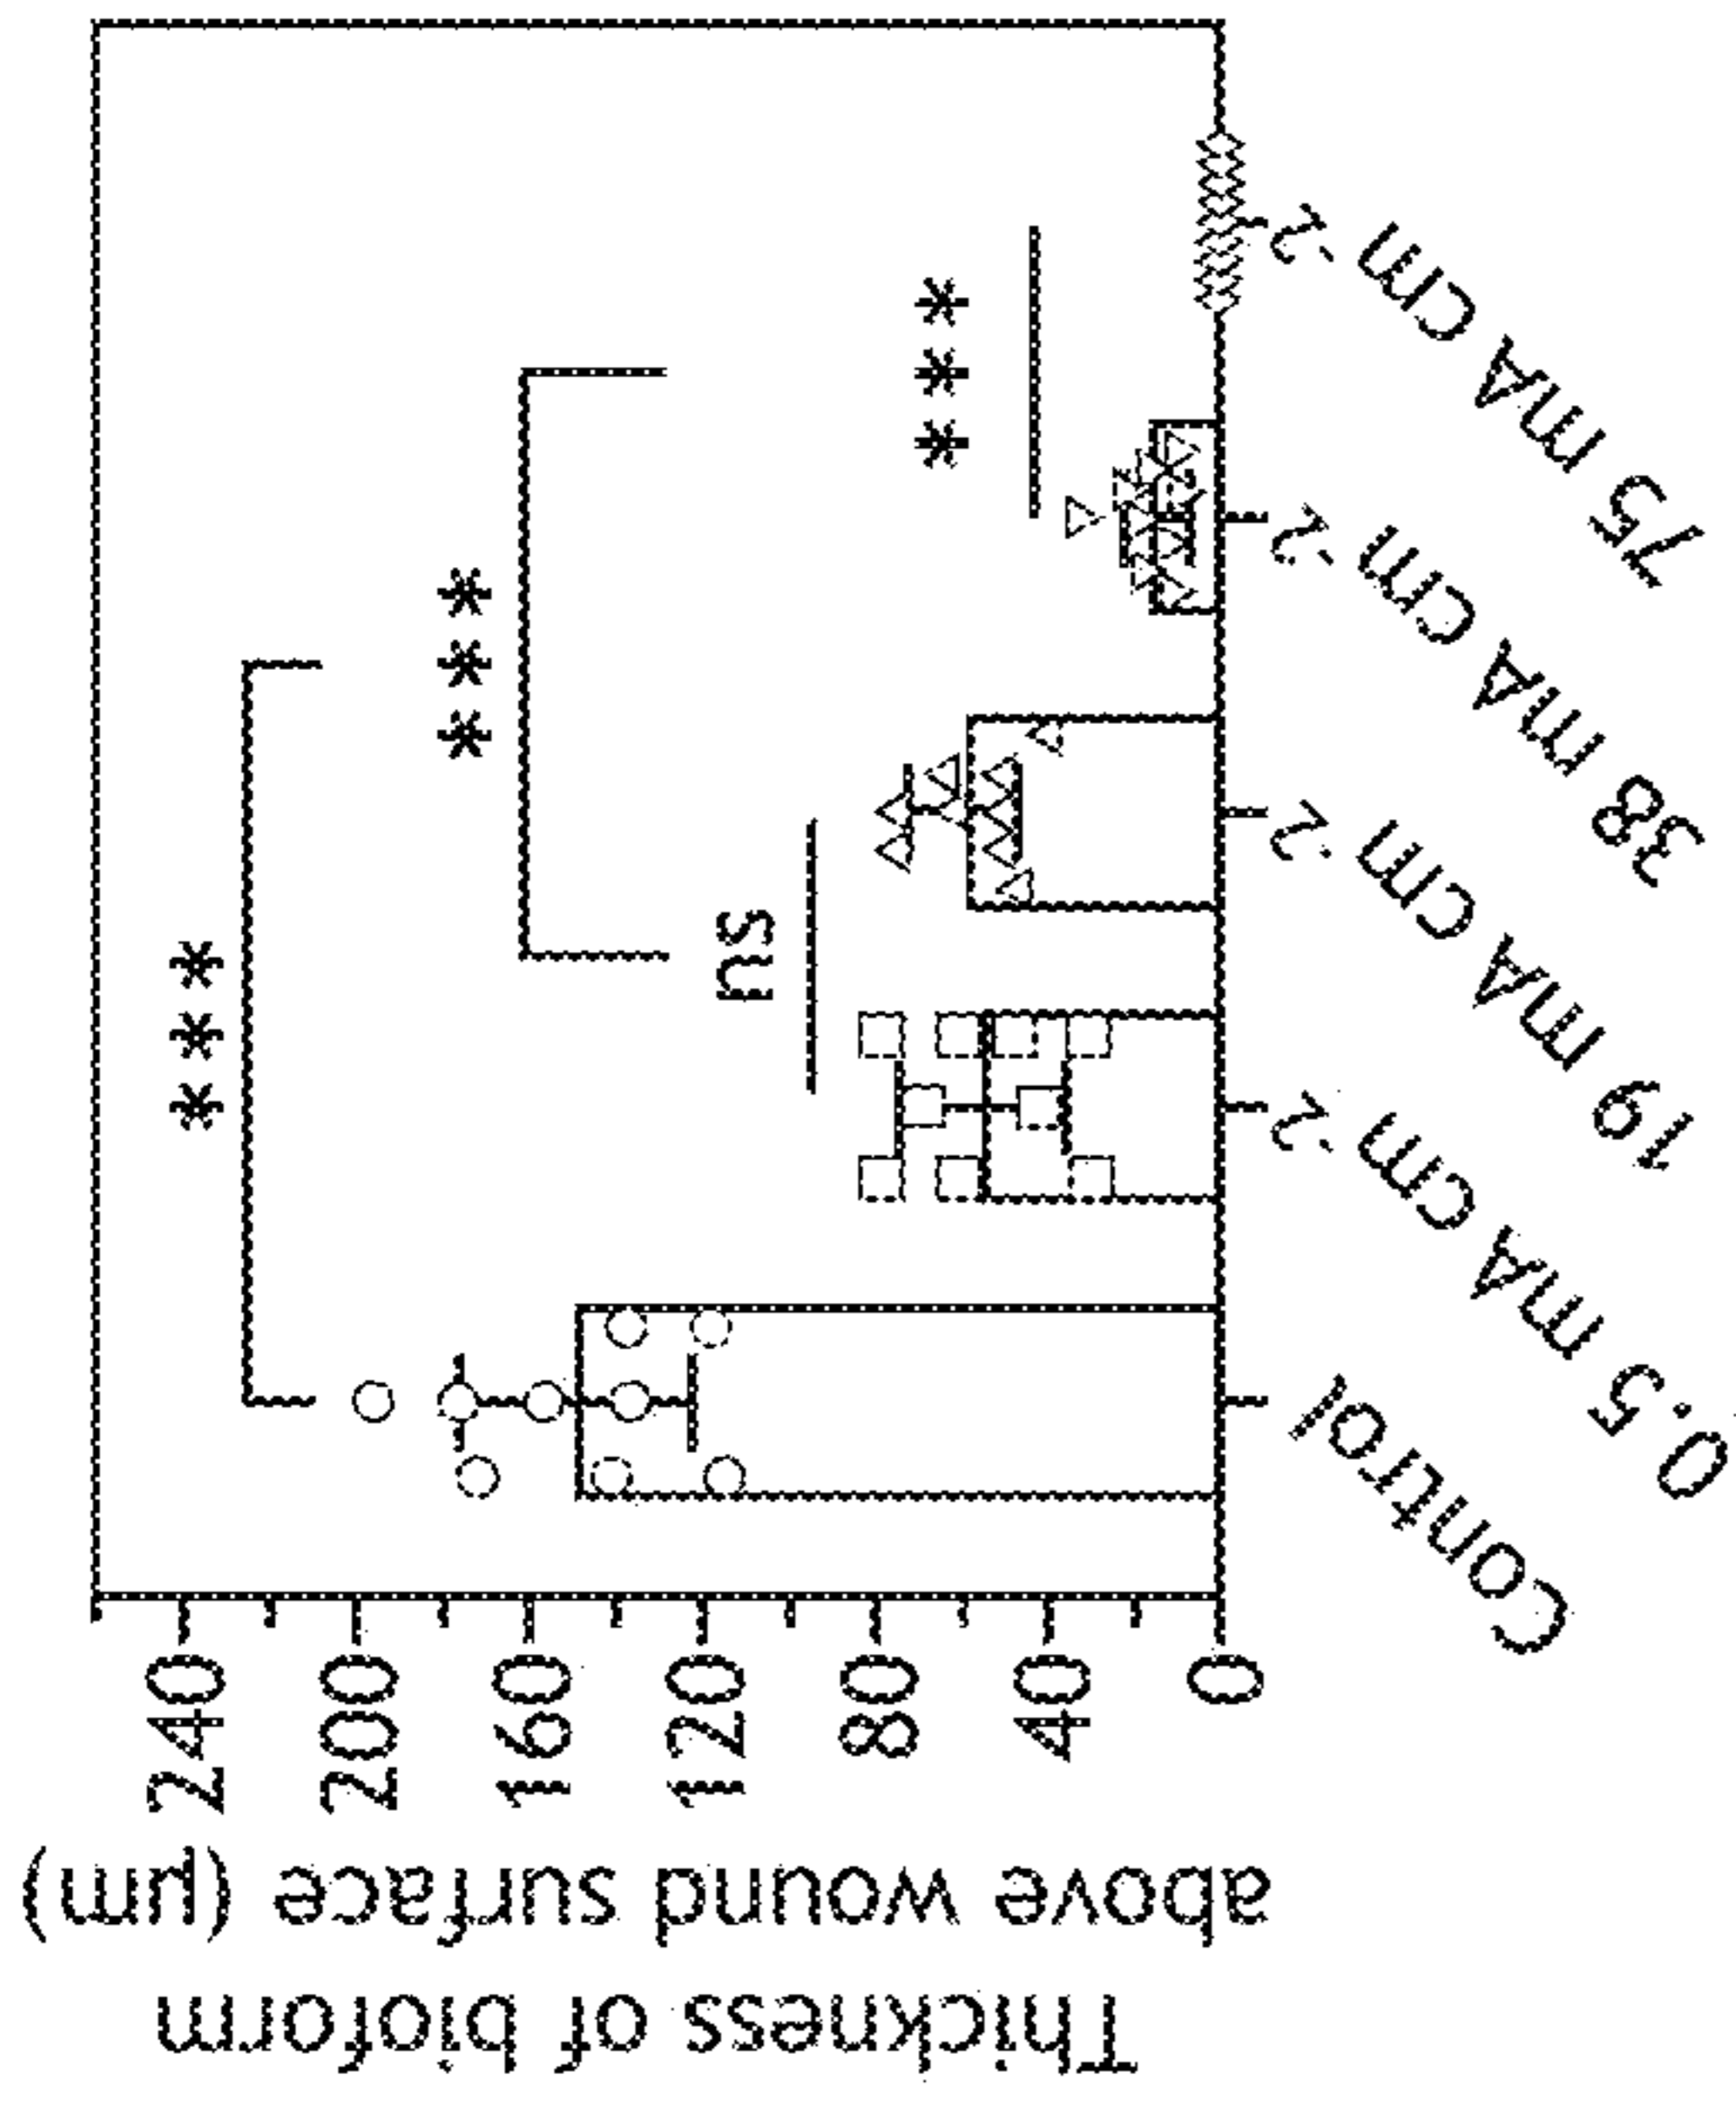 Thickness of bioform
above wound surface (µm)
240
200
160
120
80
40
0
***
***
ns
***
Control
0.5 mA cm -2
19 mA cm -2
38 mA cm -2
75 mA cm -2